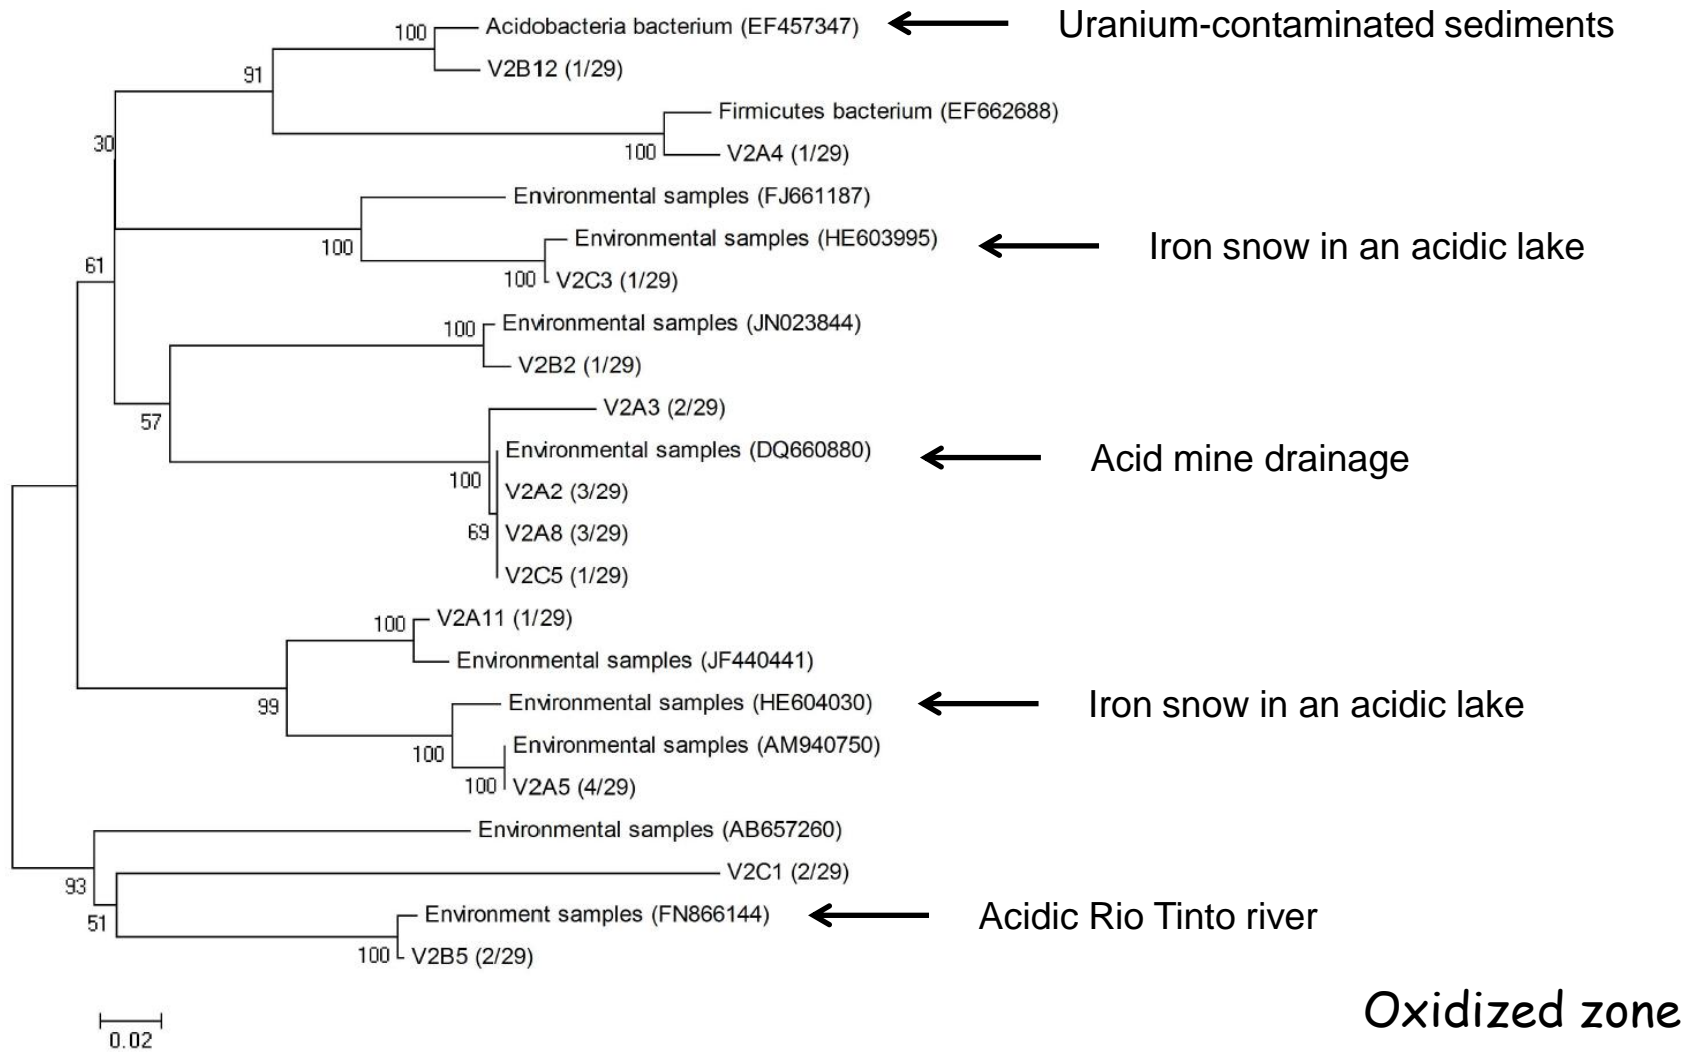 100 Acidobacteria bacterium (EF457347) Uranium-contaminated sediments
V2B12 (1/29)
91
Firmicutes bacterium (EF662688)
100 V2A4 (1/29)
30
Environmental samples (FJ661187)
100
Environmental samples (HE603995) Iron snow in an acidic lake
100 V2C3 (1/29)
61
100 Environmental samples (JN023844)
V2B2 (1/29)
57
V2A3 (2/29)
Environmental samples (DQ660880) Acid mine drainage
100
V2A2 (3/29)
69 V2A8 (3/29)
V2C5 (1/29)
100 V2A11 (1/29)
Environmental samples (JF440441)
99
Environmental samples (HE604030) Iron snow in an acidic lake
100
Environmental samples (AM940750)
100 V2A5 (4/29)
Environmental samples (AB657260)
93
V2C1 (2/29)
51
Environment samples (FN866144) Acidic Rio Tinto river
100 V2B5 (2/29)
0.02
Oxidized zone